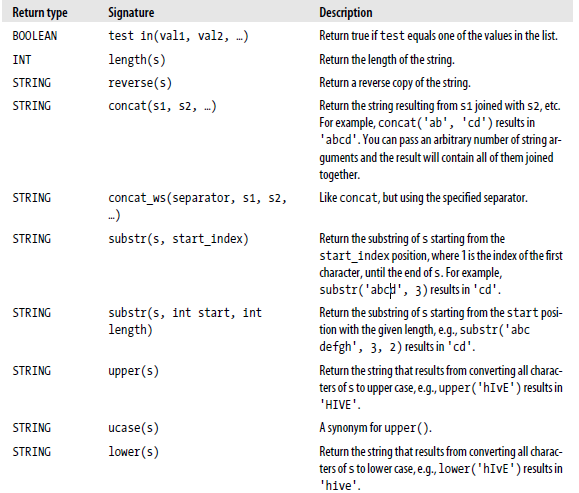 Return type Signature Description
BOOLEAN test in(val1, val2, …) Return true if test equals one of the values in the list.
INT length(s) Return the length of the string.
STRING reverse(s) Return a reverse copy of the string.
STRING concat(s1, s2, …) Return the string resulting from s1 joined with s2, etc.
For example, concat('ab', 'cd') results in
'abcd'. You can pass an arbitrary number of string ar-
guments and the result will contain all of them joined
together.
STRING concat_ws(separator, s1, s2, Like concat, but using the specified separator.
…)
STRING substr(s, start_index) Return the substring of s starting from the
start_index position, where 1 is the index of the first
character, until the end of s. For example,
substr('abcd', 3) results in 'cd'.
STRING substr(s, int start, int Return the substring of s starting from the start posi-
length) tion with the given length, e.g., substr('abc
defgh', 3, 2) results in 'cd'.
STRING upper(s) Return the string that results from converting all charac-
ters of s to upper case, e.g., upper('hIvE') results in
'HIVE'.
STRING ucase(s) A synonym for upper().
STRING lower(s) Return the string that results from converting all charac-
ters of s to lower case, e.g., lower('hIvE') results in
'hive'.